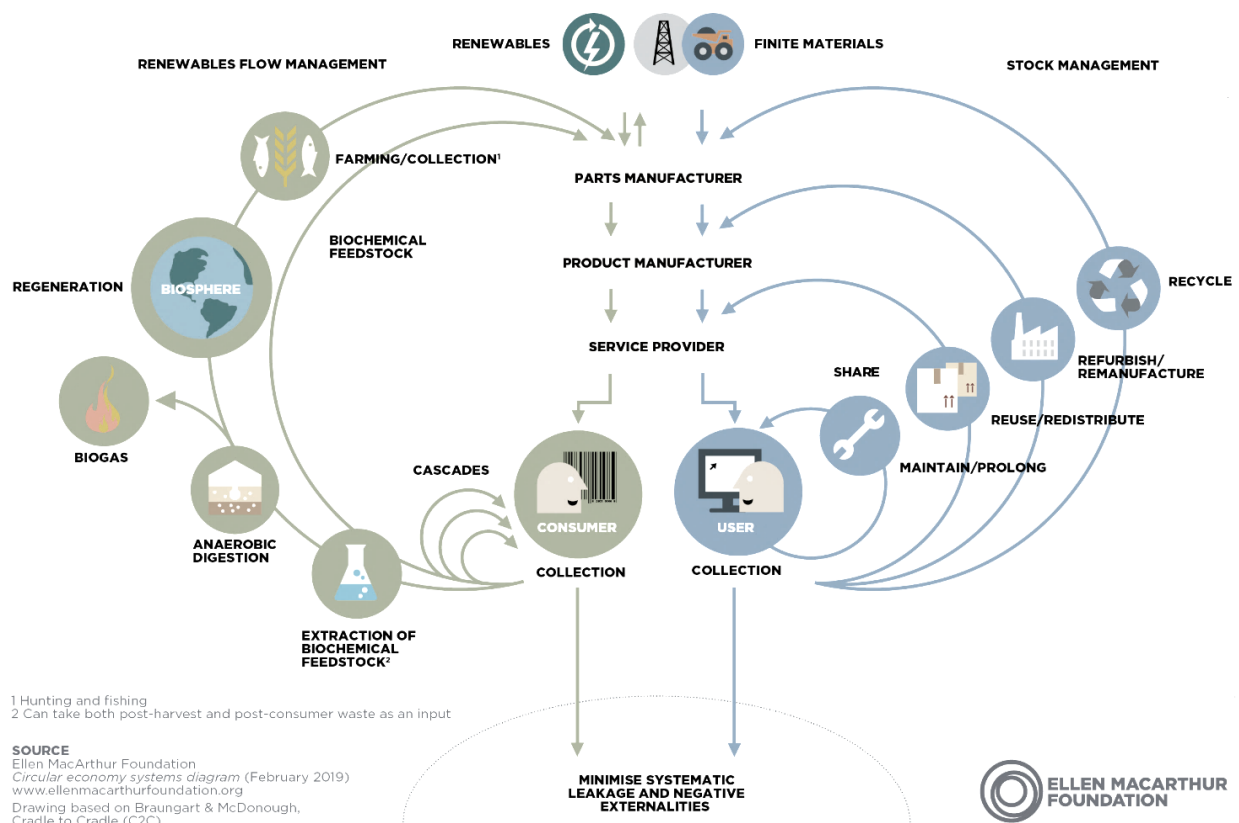 RENEWABLES
FINITE MATERIALS
RENEWABLES FLOW MANAGEMENT
STOCK MANAGEMENT
FARMING/COLLECTION¹
PARTS MANUFACTURER
BIOCHEMICAL
FEEDSTOCK
PRODUCT MANUFACTURER
REGENERATION
BIOSPHERE
RECYCLE
SERVICE PROVIDER
SHARE
REFURBISH/
REMANUFACTURE
REUSE/REDISTRIBUTE
BIOGAS
CASCADES
MAINTAIN/PROLONG
CONSUMER
USER
ANAEROBIC
DIGESTION
COLLECTION
COLLECTION
EXTRACTION OF
BIOCHEMICAL
FEEDSTOCK²
1 Hunting and fishing
2 Can take both post-harvest and post-consumer waste as an input
SOURCE
Ellen MacArthur Foundation
Circular economy systems diagram (February 2019)
www.ellenmacarthurfoundation.org
Drawing based on Braungart & McDonough,
Cradle to Cradle (C2C)
MINIMISE SYSTEMATIC
LEAKAGE AND NEGATIVE
EXTERNALITIES
ELLEN MACARTHUR
FOUNDATION